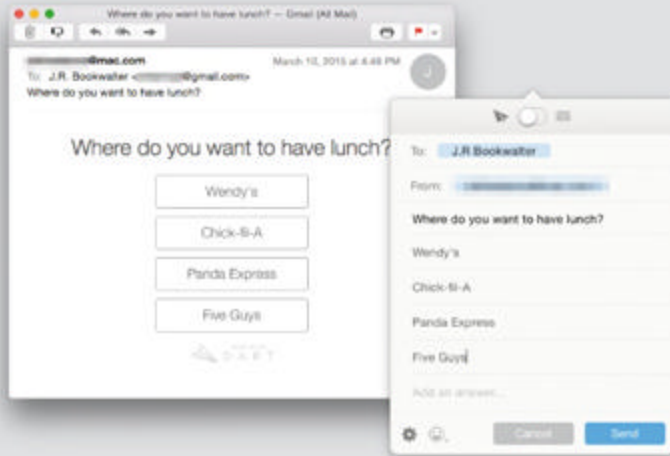 Where do you want to have lunch? — Gmail (All Mail)
@mac.com
March 10, 2015 at 4:48 PM
J
To: J.R. Bookwalter < @gmail.com>
Where do you want to have lunch?
Where do you want to have lunch?
Wendy's
Chick-fil-A
Panda Express
Five Guys
DART
To: J.R Bookwalter
From:
Where do you want to have lunch?
Wendy's
Chick-fil-A
Panda Express
Five Guys
Add an answer...
Cancel
Send